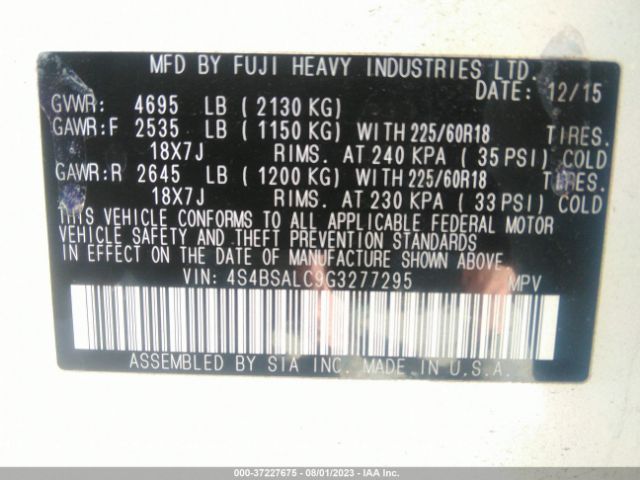 MFD BY FUJI HEAVY INDUSTRIES LTD.
DATE: 12/15
GVWR: 4695 LB ( 2130 KG)
GAWR:F 2535 LB ( 1150 KG) WITH 225/60R18 TIRES.
18X7J RIMS. AT 240 KPA ( 35 PSI) COLD
GAWR:R 2645 LB ( 1200 KG) WITH 225/60R18 TIRES.
18X7J RIMS. AT 230 KPA ( 33 PSI) COLD
THIS VEHICLE CONFORMS TO ALL APPLICABLE FEDERAL MOTOR
VEHICLE SAFETY AND THEFT PREVENTION STANDARDS
IN EFFECT ON THE DATE OF MANUFACTURE SHOWN ABOVE.
VIN: 4S4BSALC9G3277295 MPV
ASSEMBLED BY SIA INC. MADE IN U.S.A.
000-37227675 - 08/01/2023 - IAAI.COM